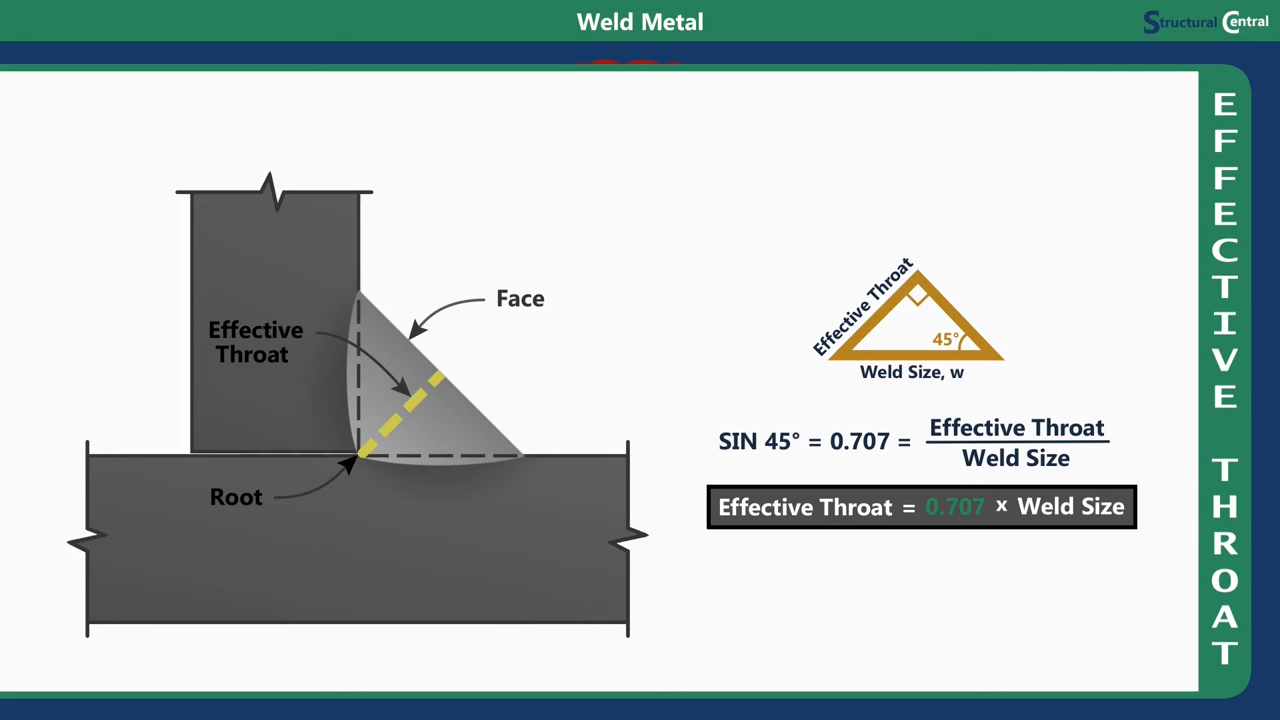 Weld Metal
Structural Central
Effective Throat
Face
Root
Effective Throat
45°
Weld Size, w
SIN 45° = 0.707 = Effective Throat
Weld Size
Effective Throat = 0.707 x Weld Size
EFFECTIVE THROAT